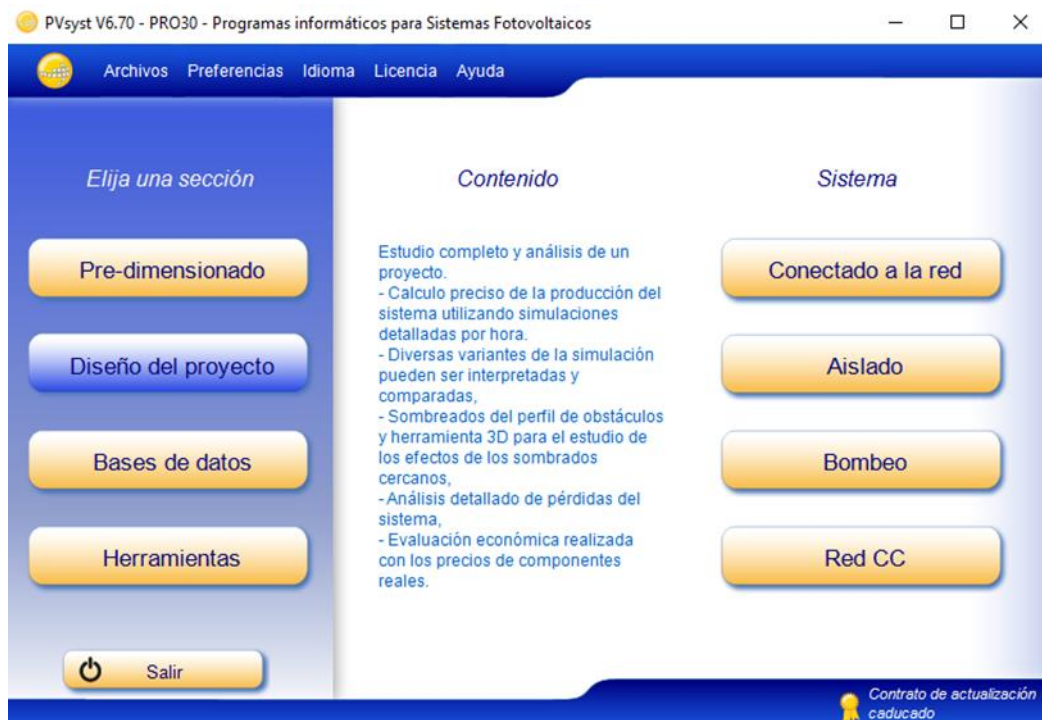 PVsyst V6.70 - PRO30 - Programas informáticos para Sistemas Fotovoltaicos
Archivos Preferencias Idioma Licencia Ayuda
Elija una sección
Pre-dimensionado
Diseño del proyecto
Bases de datos
Herramientas
Salir
Contenido
Estudio completo y análisis de un
proyecto.
- Calculo preciso de la producción del
sistema utilizando simulaciones
detalladas por hora.
- Diversas variantes de la simulación
pueden ser interpretadas y
comparadas,
- Sombreados del perfil de obstáculos
y herramienta 3D para el estudio de
los efectos de los sombrados
cercanos,
- Análisis detallado de pérdidas del
sistema,
- Evaluación económica realizada
con los precios de componentes
reales.
Sistema
Conectado a la red
Aislado
Bombeo
Red CC
Contrato de actualización
caducado